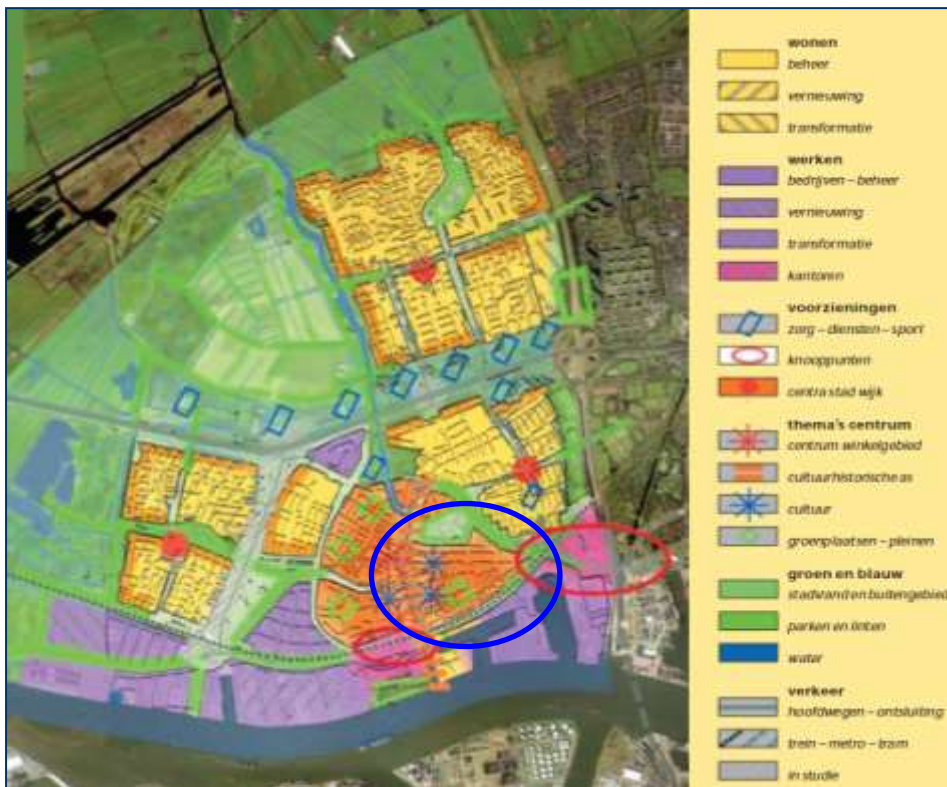 wonen
beheer
vernieuwing
transformatie
werken
bedrijven – beheer
vernieuwing
transformatie
kantoren
voorzieningen
zorg – diensten – sport
knooppunten
centra stad wijk
thema's centrum
centrum winkelgebied
cultuurhistorische as
cultuur
groenplaatsen – pleinen
groen en blauw
stadsrand en buitengebied
parken en linten
water
verkeer
hoofdwegen – ontsluiting
trein – metro – tram
in studie